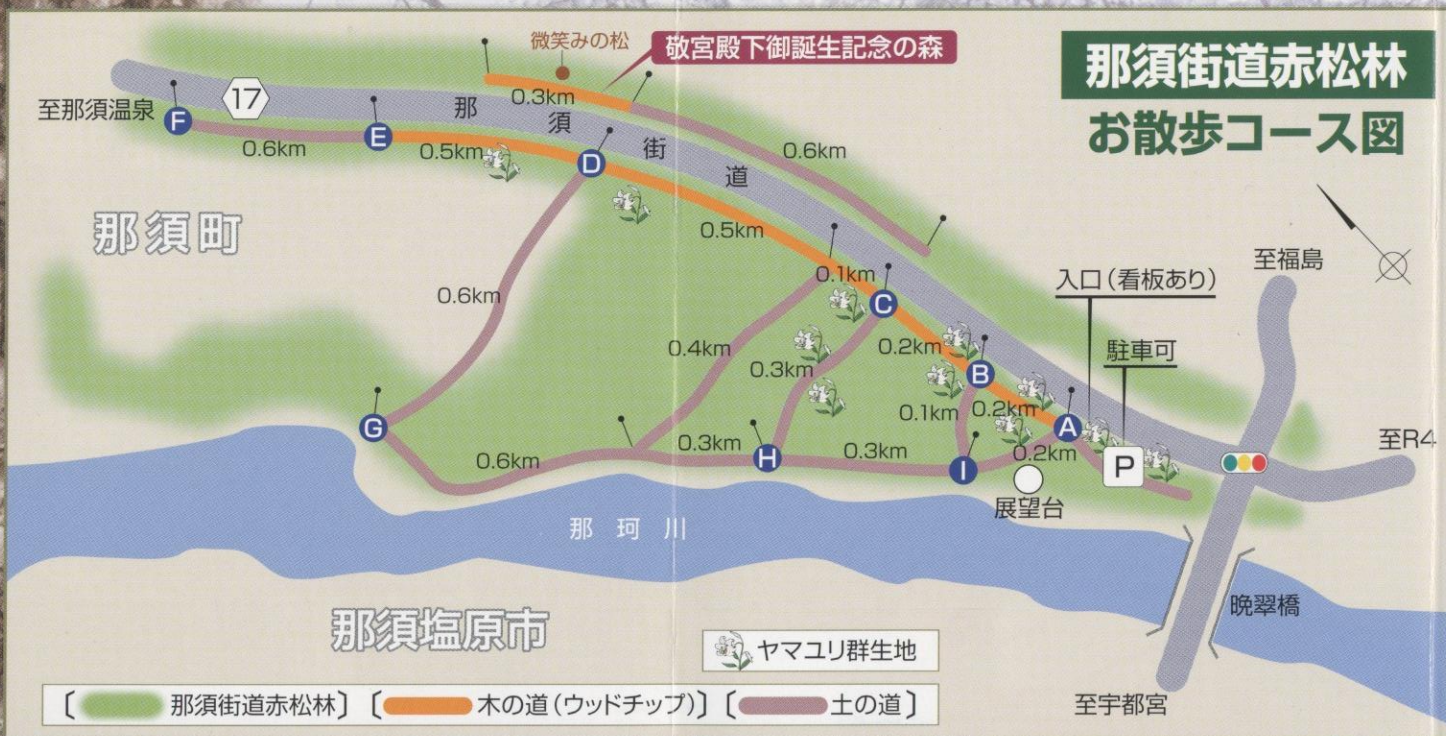 那須街道赤松林
お散歩コース図
微笑みの松
敬宮殿下御誕生記念の森
至那須温泉
F
17
E
D
那須街道
0.3km
0.6km
0.6km
0.5km
0.5km
那須町
0.6km
0.1km
C
0.4km
0.3km
0.2km
B
0.1km
0.2km
A
0.2km
入口（看板あり）
駐車可
P
至福島
至R4
G
0.6km
0.3km
H
0.3km
I
展望台
那珂川
晩翠橋
那須塩原市
至宇都宮
ヤマユリ群生地
〔那須街道赤松林〕〔木の道（ウッドチップ）〕〔土の道〕